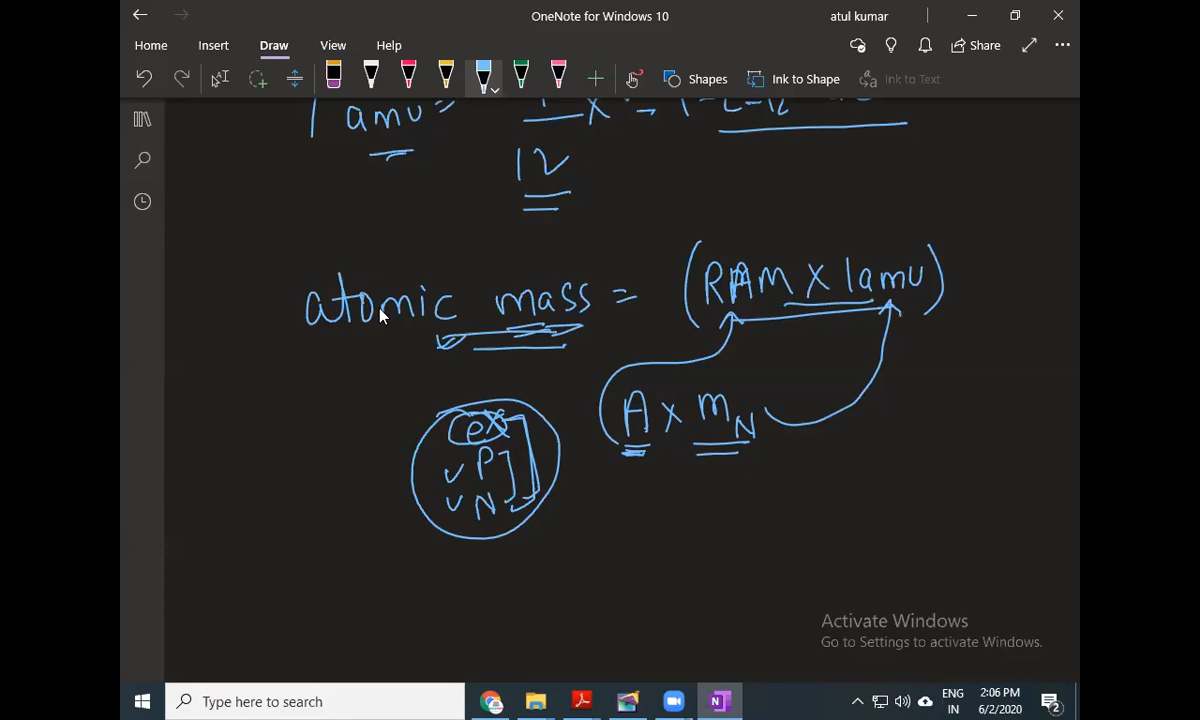 OneNote for Windows 10
atul kumar
Home Insert Draw View Help
Share
Shapes
Ink to Shape
Ink to Text
1 amu =
12
atomic mass = (RAM X 1amu)
A x mN
e
P
N
Activate Windows
Go to Settings to activate Windows.
Type here to search
ENG
IN
2:06 PM
6/2/2020
2